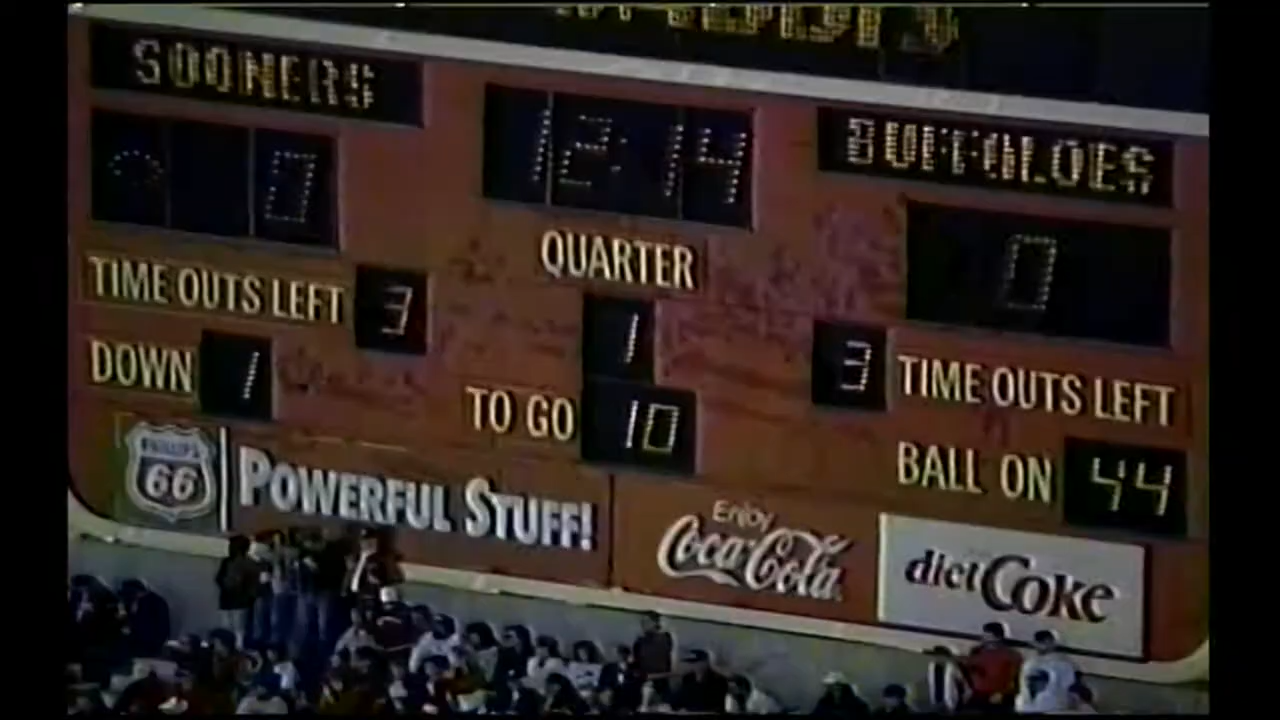 SOONERS
BUFFALOES
0
12:14
0
QUARTER
1
TIME OUTS LEFT 3
3 TIME OUTS LEFT
DOWN 1
TO GO 10
BALL ON 44
PHILLIPS
66
POWERFUL STUFF!
Enjoy
Coca-Cola
diet Coke